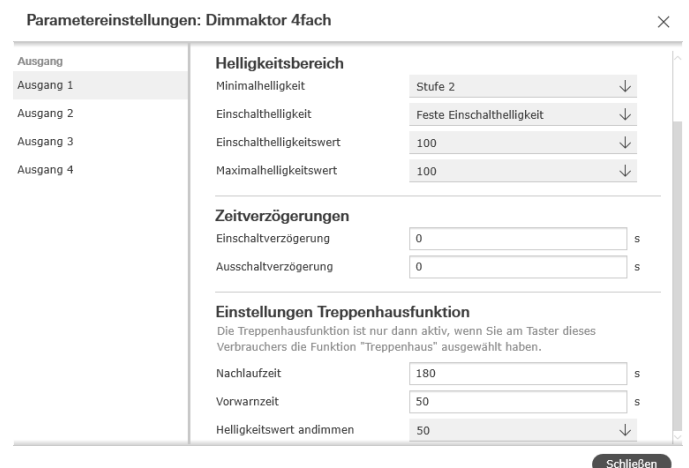 Parametereinstellungen: Dimmaktor 4fach
Ausgang
Ausgang 1
Ausgang 2
Ausgang 3
Ausgang 4
Helligkeitsbereich
Minimalhelligkeit Stufe 2
Einschalthelligkeit Feste Einschalthelligkeit
Einschalthelligkeitswert 100
Maximalhelligkeitswert 100
Zeitverzögerungen
Einschaltverzögerung 0 s
Ausschaltverzögerung 0 s
Einstellungen Treppenhausfunktion
Die Treppenhausfunktion ist nur dann aktiv, wenn Sie am Taster dieses
Verbrauchers die Funktion "Treppenhaus" ausgewählt haben.
Nachlaufzeit 180 s
Vorwarnzeit 50 s
Helligkeitswert andimmen 50
Schließen